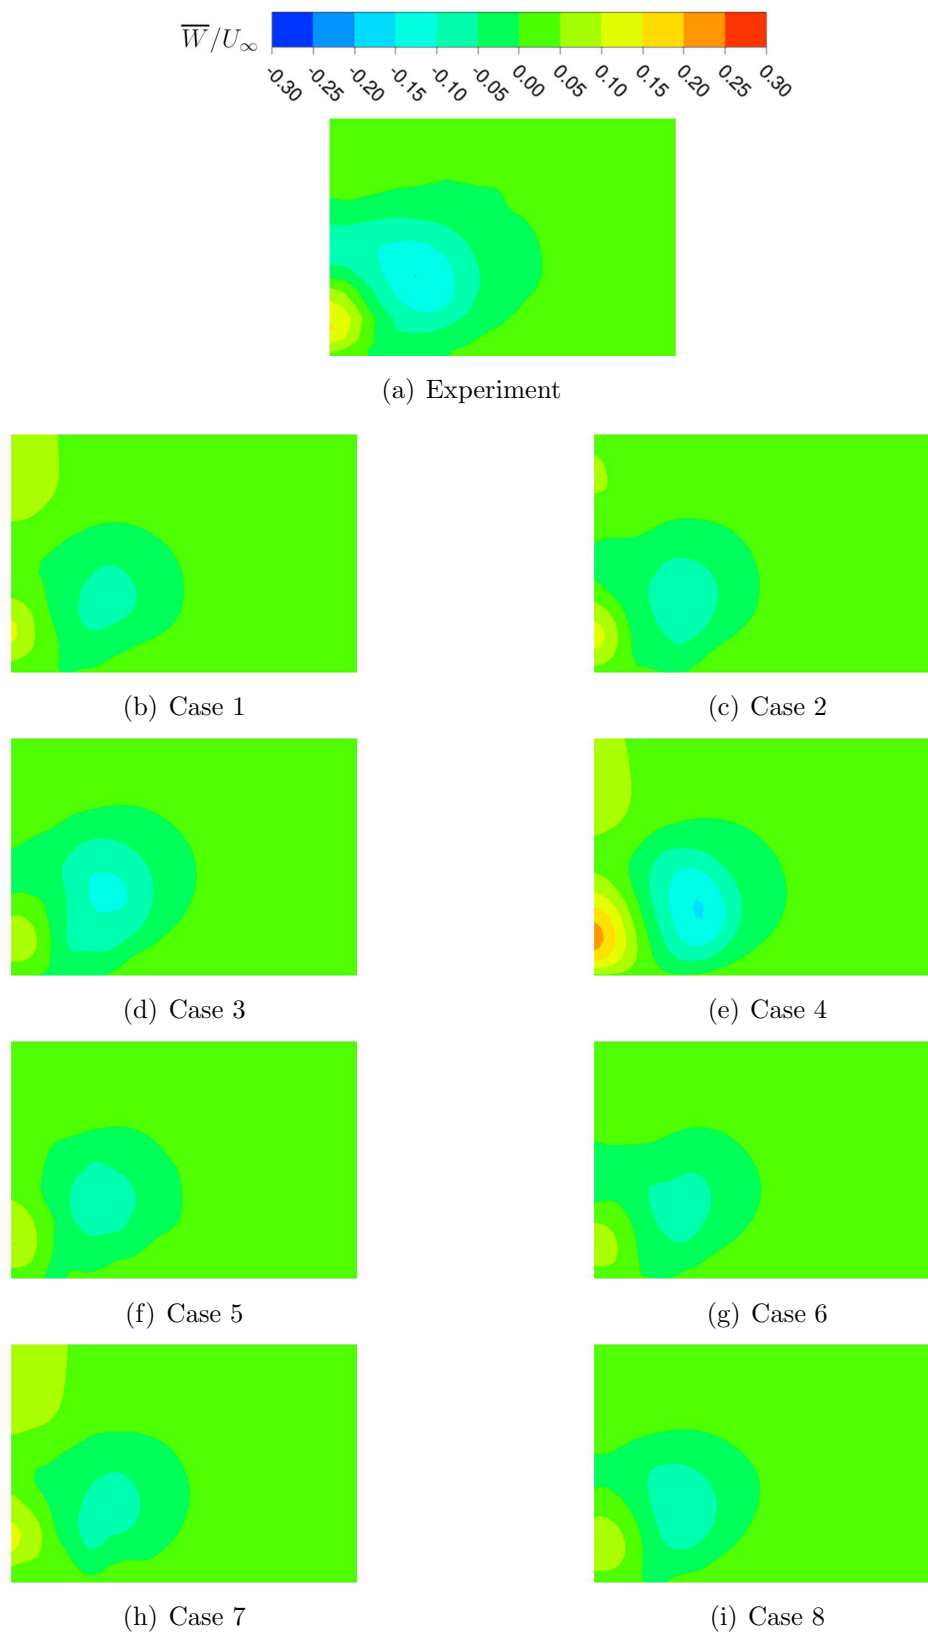 W/U∞
-0.30 -0.25 -0.20 -0.15 -0.10 -0.05 0.00 0.05 0.10 0.15 0.20 0.25 0.30
(a) Experiment
(b) Case 1
(c) Case 2
(d) Case 3
(e) Case 4
(f) Case 5
(g) Case 6
(h) Case 7
(i) Case 8